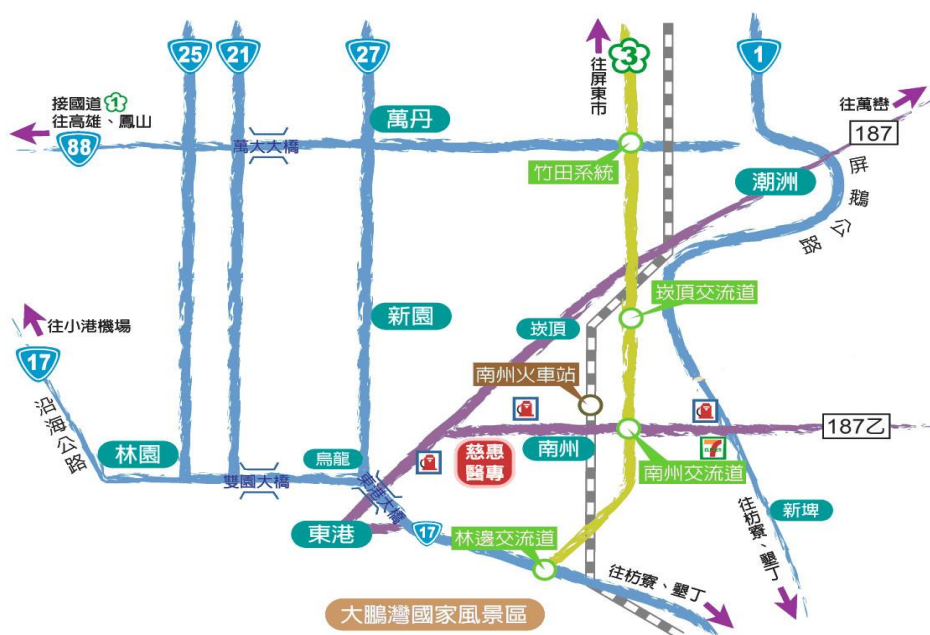 25
21
27
往屏東市
3
1
接國道 1
往高雄、鳳山
88
萬大大橋
萬丹
竹田系統
往萬巒
187
潮洲
屏鵝公路
往小港機場
17
沿海公路
新園
崁頂交流道
崁頂
南州火車站
187乙
林園
雙園大橋
烏龍
東港大橋
慈惠
醫專
南州
7
南州交流道
東港
17
林邊交流道
新埤
往枋寮、墾丁
往枋寮、墾丁
大鵬灣國家風景區